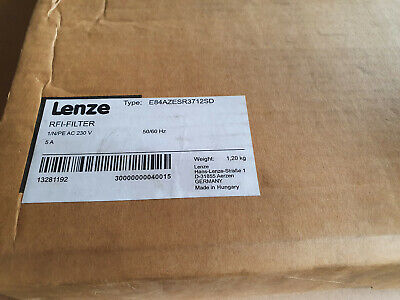 Lenze
Type: E84AZESR3712SD
RFI-FILTER
1/N/PE AC 230 V 50/60 Hz
5 A
Weight: 1,20 kg
Lenze
Hans-Lenze-Straße 1
D-31855 Aerzen
GERMANY
Made in Hungary
13281192 30000000040015